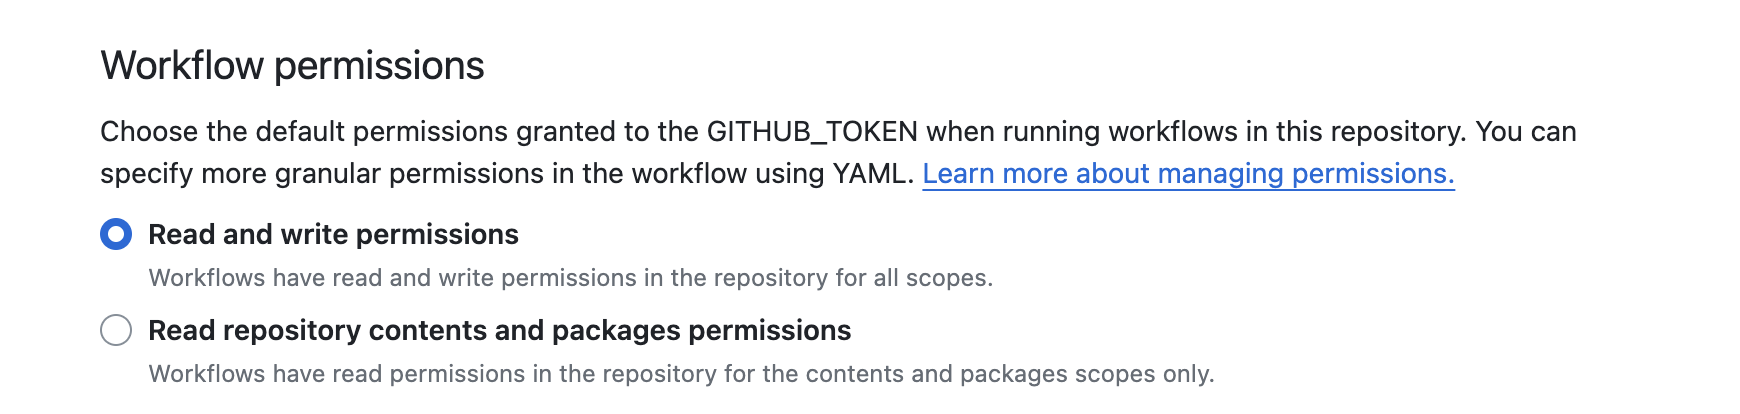 Workflow permissions
Choose the default permissions granted to the GITHUB_TOKEN when running workflows in this repository. You can
specify more granular permissions in the workflow using YAML. Learn more about managing permissions.
Read and write permissions
Workflows have read and write permissions in the repository for all scopes.
Read repository contents and packages permissions
Workflows have read permissions in the repository for the contents and packages scopes only.